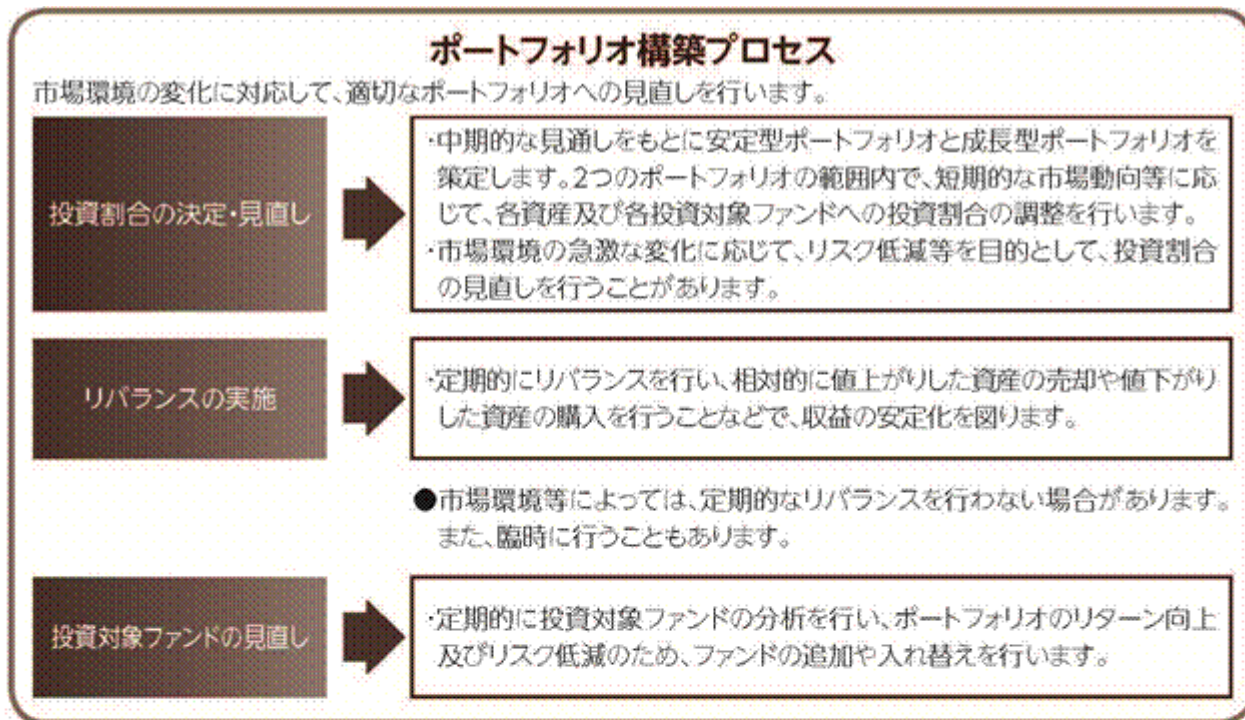 ポートフォリオ構築プロセス
市場環境の変化に対応して、適切なポートフォリオへの見直しを行います。
投資割合の決定・見直し
・中期的な見通しをもとに安定型ポートフォリオと成長型ポートフォリオを
策定します。2つのポートフォリオの範囲内で、短期的な市場動向等に応
じて、各資産及び各投資対象ファンドへの投資割合の調整を行います。
・市場環境の急激な変化に応じて、リスク低減等を目的として、投資割合
の見直しを行うことがあります。
リバランスの実施
・定期的にリバランスを行い、相対的に値上がりした資産の売却や値下がり
した資産の購入を行うことなどで、収益の安定化を図ります。
●市場環境等によっては、定期的なリバランスを行わない場合があります。
また、臨時に行うこともあります。
投資対象ファンドの見直し
・定期的に投資対象ファンドの分析を行い、ポートフォリオのリターン向上
及びリスク低減のため、ファンドの追加や入れ替えを行います。